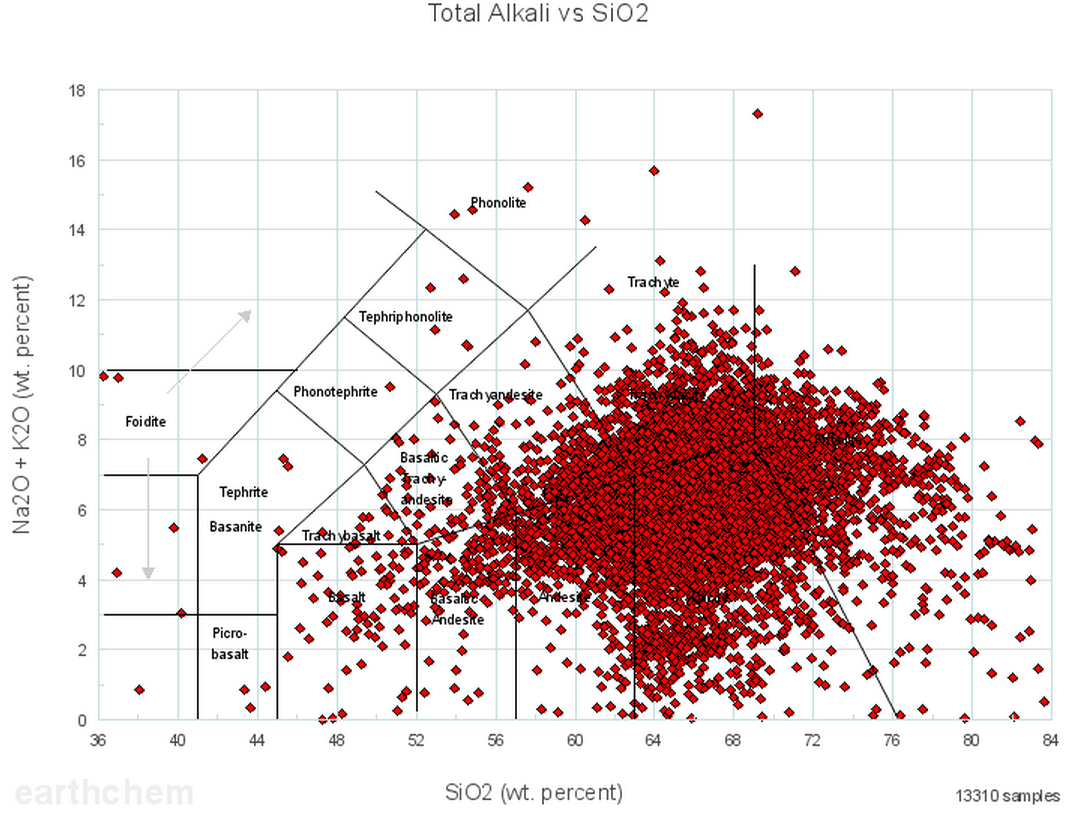 Total Alkali vs SiO2
Na2O + K2O (wt. percent)
18
16
14
12
10
8
6
4
2
0
Phonolite
Trachyte
Tephriphonolite
Phonotephrite
Trachyandesite
Foidite
Basaltic
Trachy-
andesite
Tephrite
Basanite
Trachybasalt
Basalt
Basaltic
Andesite
Andesite
Picro-
basalt
36
40
44
48
52
56
60
64
68
72
76
80
84
SiO2 (wt. percent)
earthchem
13310 samples